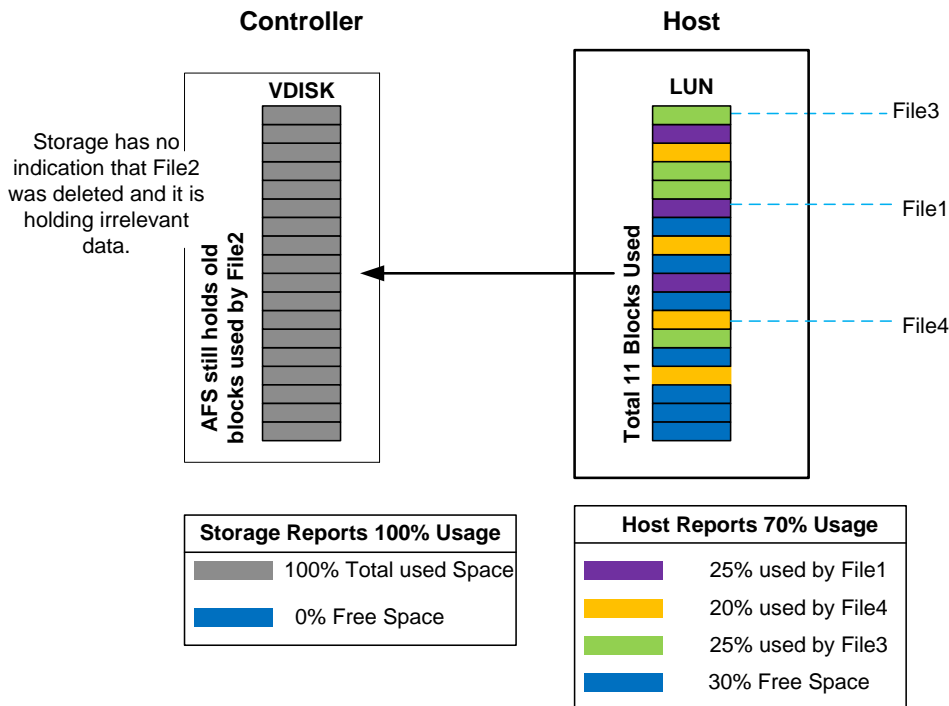 Controller
Host
Storage has no
indication that File2
was deleted and it is
holding irrelevant
data.
VDISK
AFS still holds old
blocks used by File2
LUN
Total 11 Blocks Used
File3
File1
File4
Storage Reports 100% Usage
100% Total used Space
0% Free Space
Host Reports 70% Usage
25% used by File1
20% used by File4
25% used by File3
30% Free Space